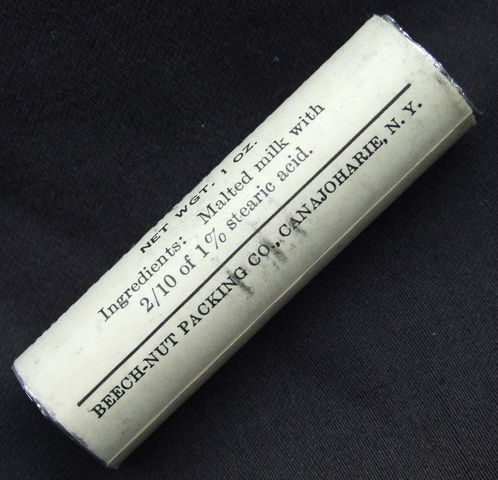 NET WGT. 1 OZ.
Ingredients: Malted milk with
2/10 of 1% stearic acid.
BEECH-NUT PACKING CO., CANAJOHARIE, N. Y.